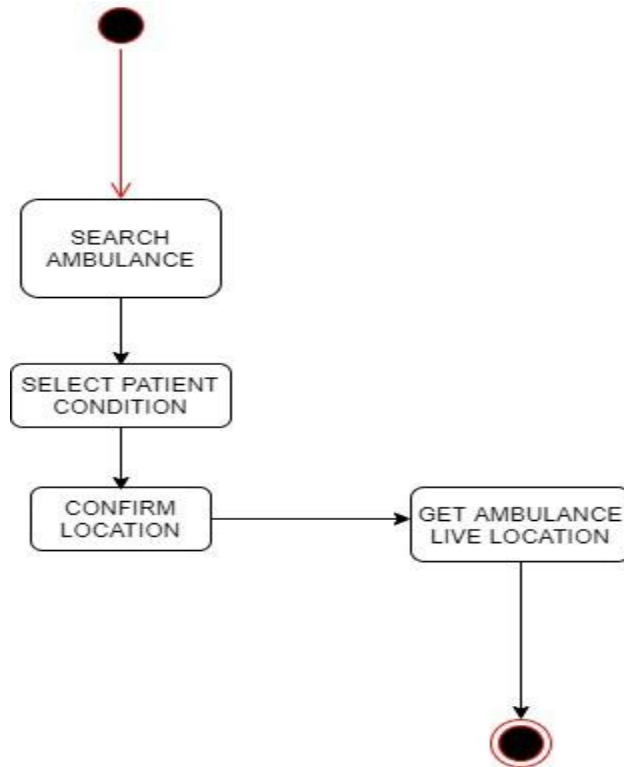 SEARCH
AMBULANCE
SELECT PATIENT
CONDITION
CONFIRM
LOCATION
GET AMBULANCE
LIVE LOCATION